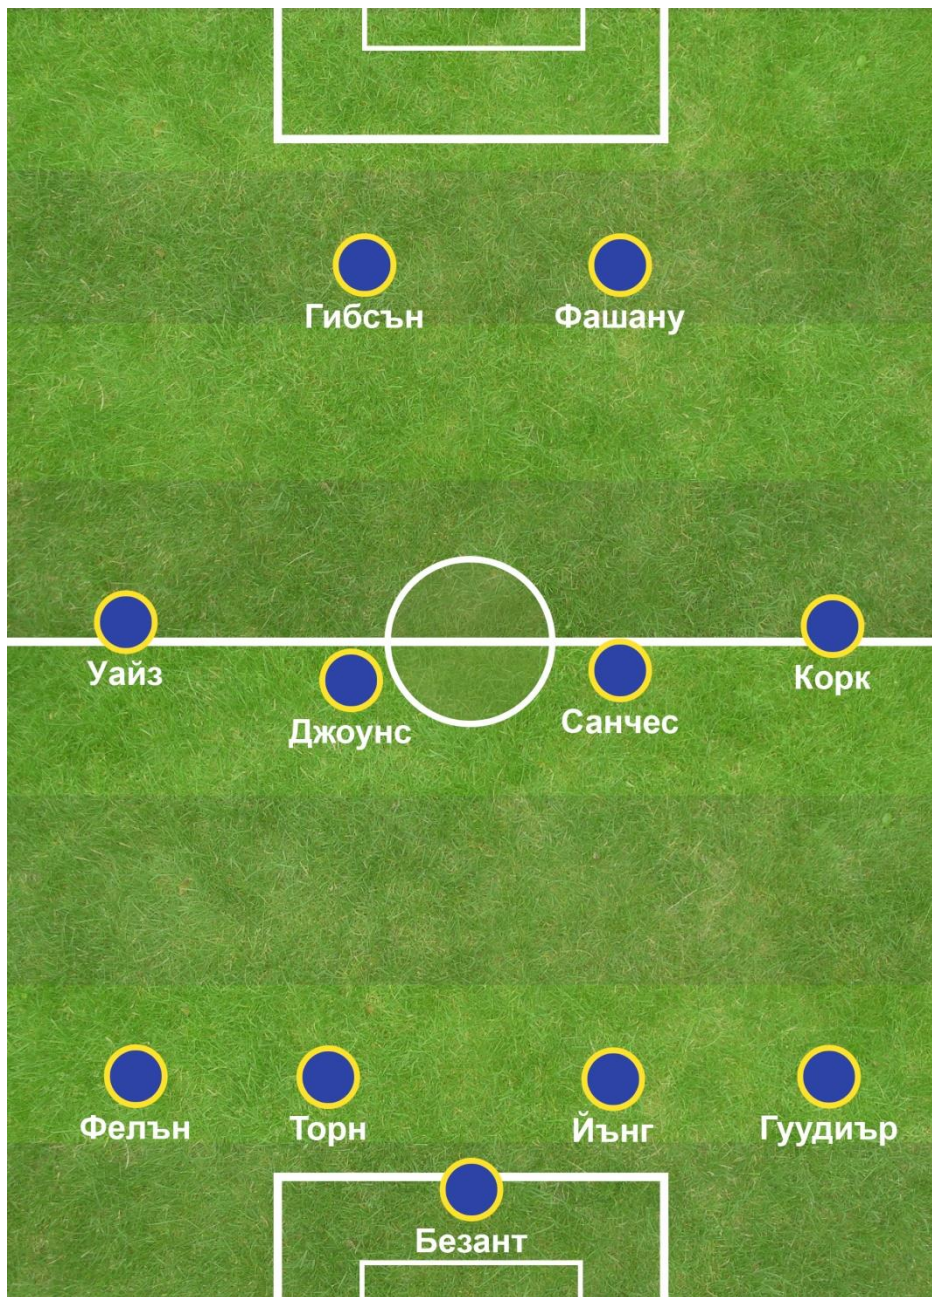 Гибсън
Фашану
Уайз
Джоунс
Санчес
Корк
Фелън
Торн
Йънг
Гуудиър
Безант